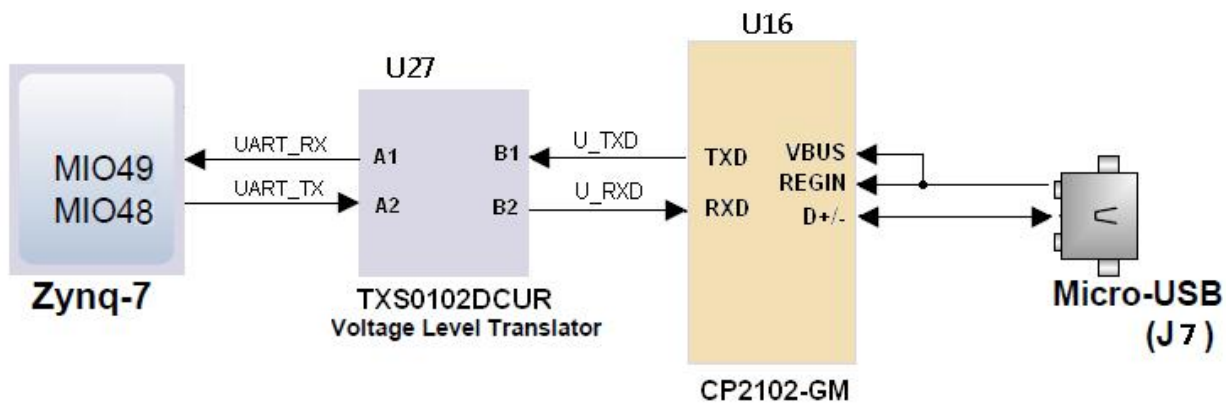 U16
U27
MIO49
MIO48
UART_RX
UART_TX
A1
A2
B1
B2
U_TXD
U_RXD
TXD
RXD
VBUS
REGIN
D+/-
Zynq-7
TXS0102DCUR
Voltage Level Translator
CP2102-GM
Micro-USB
(J7)